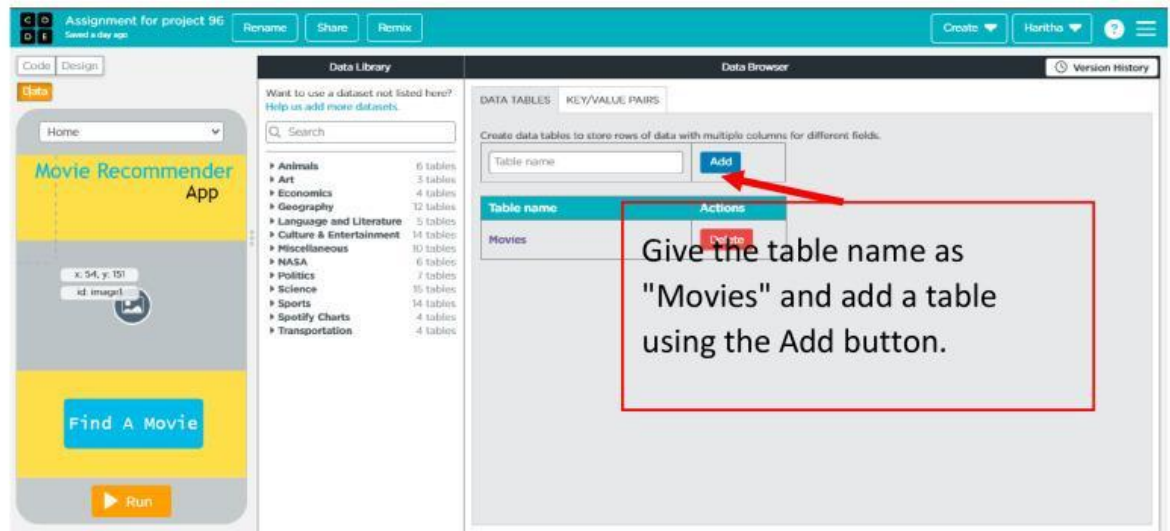 C O
D E
Assignment for project 96
Saved a day ago
Rename
Share
Remix
Create
Haritha
?
Code
Design
Data
Home
Movie Recommender
App
x: 54, y: 151
id: image1
Find A Movie
Run
Data Library
Want to use a dataset not listed here?
Help us add more datasets.
Search
Animals 6 tables
Art 3 tables
Economics 4 tables
Geography 12 tables
Language and Literature 5 tables
Culture & Entertainment 14 tables
Miscellaneous 10 tables
NASA 6 tables
Politics 7 tables
Science 15 tables
Sports 14 tables
Spotify Charts 4 tables
Transportation 4 tables
Data Browser
Version History
DATA TABLES
KEY/VALUE PAIRS
Create data tables to store rows of data with multiple columns for different fields.
Table name
Add
Table name Actions
Movies Delete
Give the table name as
"Movies" and add a table
using the Add button.